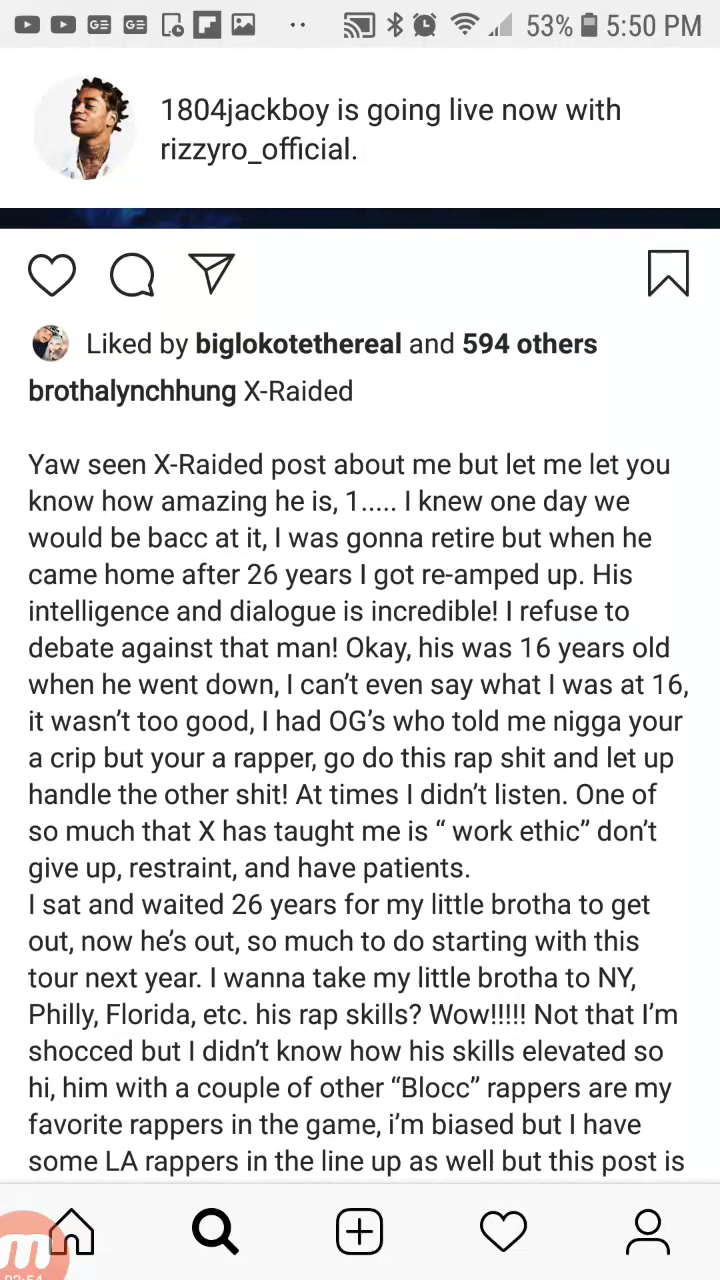 53% 5:50 PM
1804jackboy is going live now with
rizzyro_official.
Liked by biglokotethereal and 594 others
brothalynchhung X-Raided
Yaw seen X-Raided post about me but let me let you
know how amazing he is, 1..... I knew one day we
would be bacc at it, I was gonna retire but when he
came home after 26 years I got re-amped up. His
intelligence and dialogue is incredible! I refuse to
debate against that man! Okay, his was 16 years old
when he went down, I can’t even say what I was at 16,
it wasn’t too good, I had OG’s who told me nigga your
a crip but your a rapper, go do this rap shit and let up
handle the other shit! At times I didn’t listen. One of
so much that X has taught me is “ work ethic” don’t
give up, restraint, and have patients.
I sat and waited 26 years for my little brotha to get
out, now he’s out, so much to do starting with this
tour next year. I wanna take my little brotha to NY,
Philly, Florida, etc. his rap skills? Wow!!!!! Not that I’m
shocced but I didn’t know how his skills elevated so
hi, him with a couple of other “Blocc” rappers are my
favorite rappers in the game, i’m biased but I have
some LA rappers in the line up as well but this post is